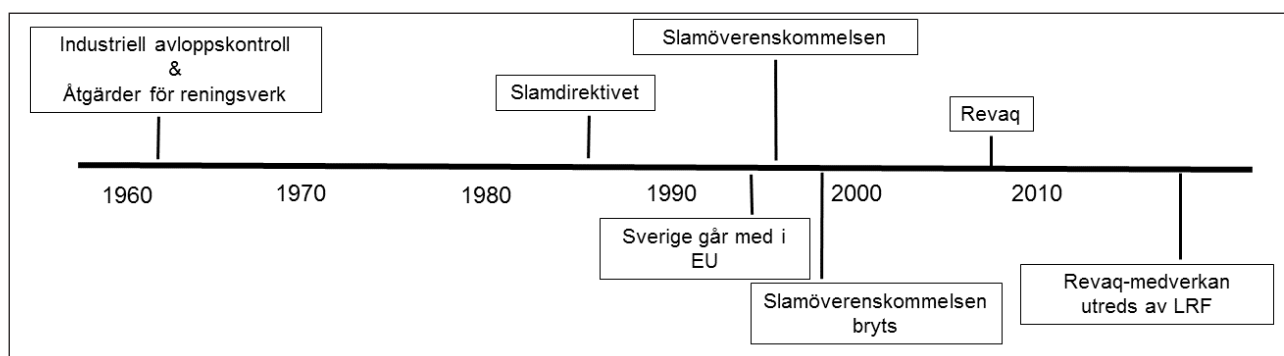 Industriell avloppskontroll
&
Åtgärder för reningsverk
Slamöverenskommelsen
Slamdirektivet
Revaq
1960
1970
1980
1990
2000
2010
Sverige går med i
EU
Slamöverenskommelsen
bryts
Revaq-medverkan
utreds av LRF